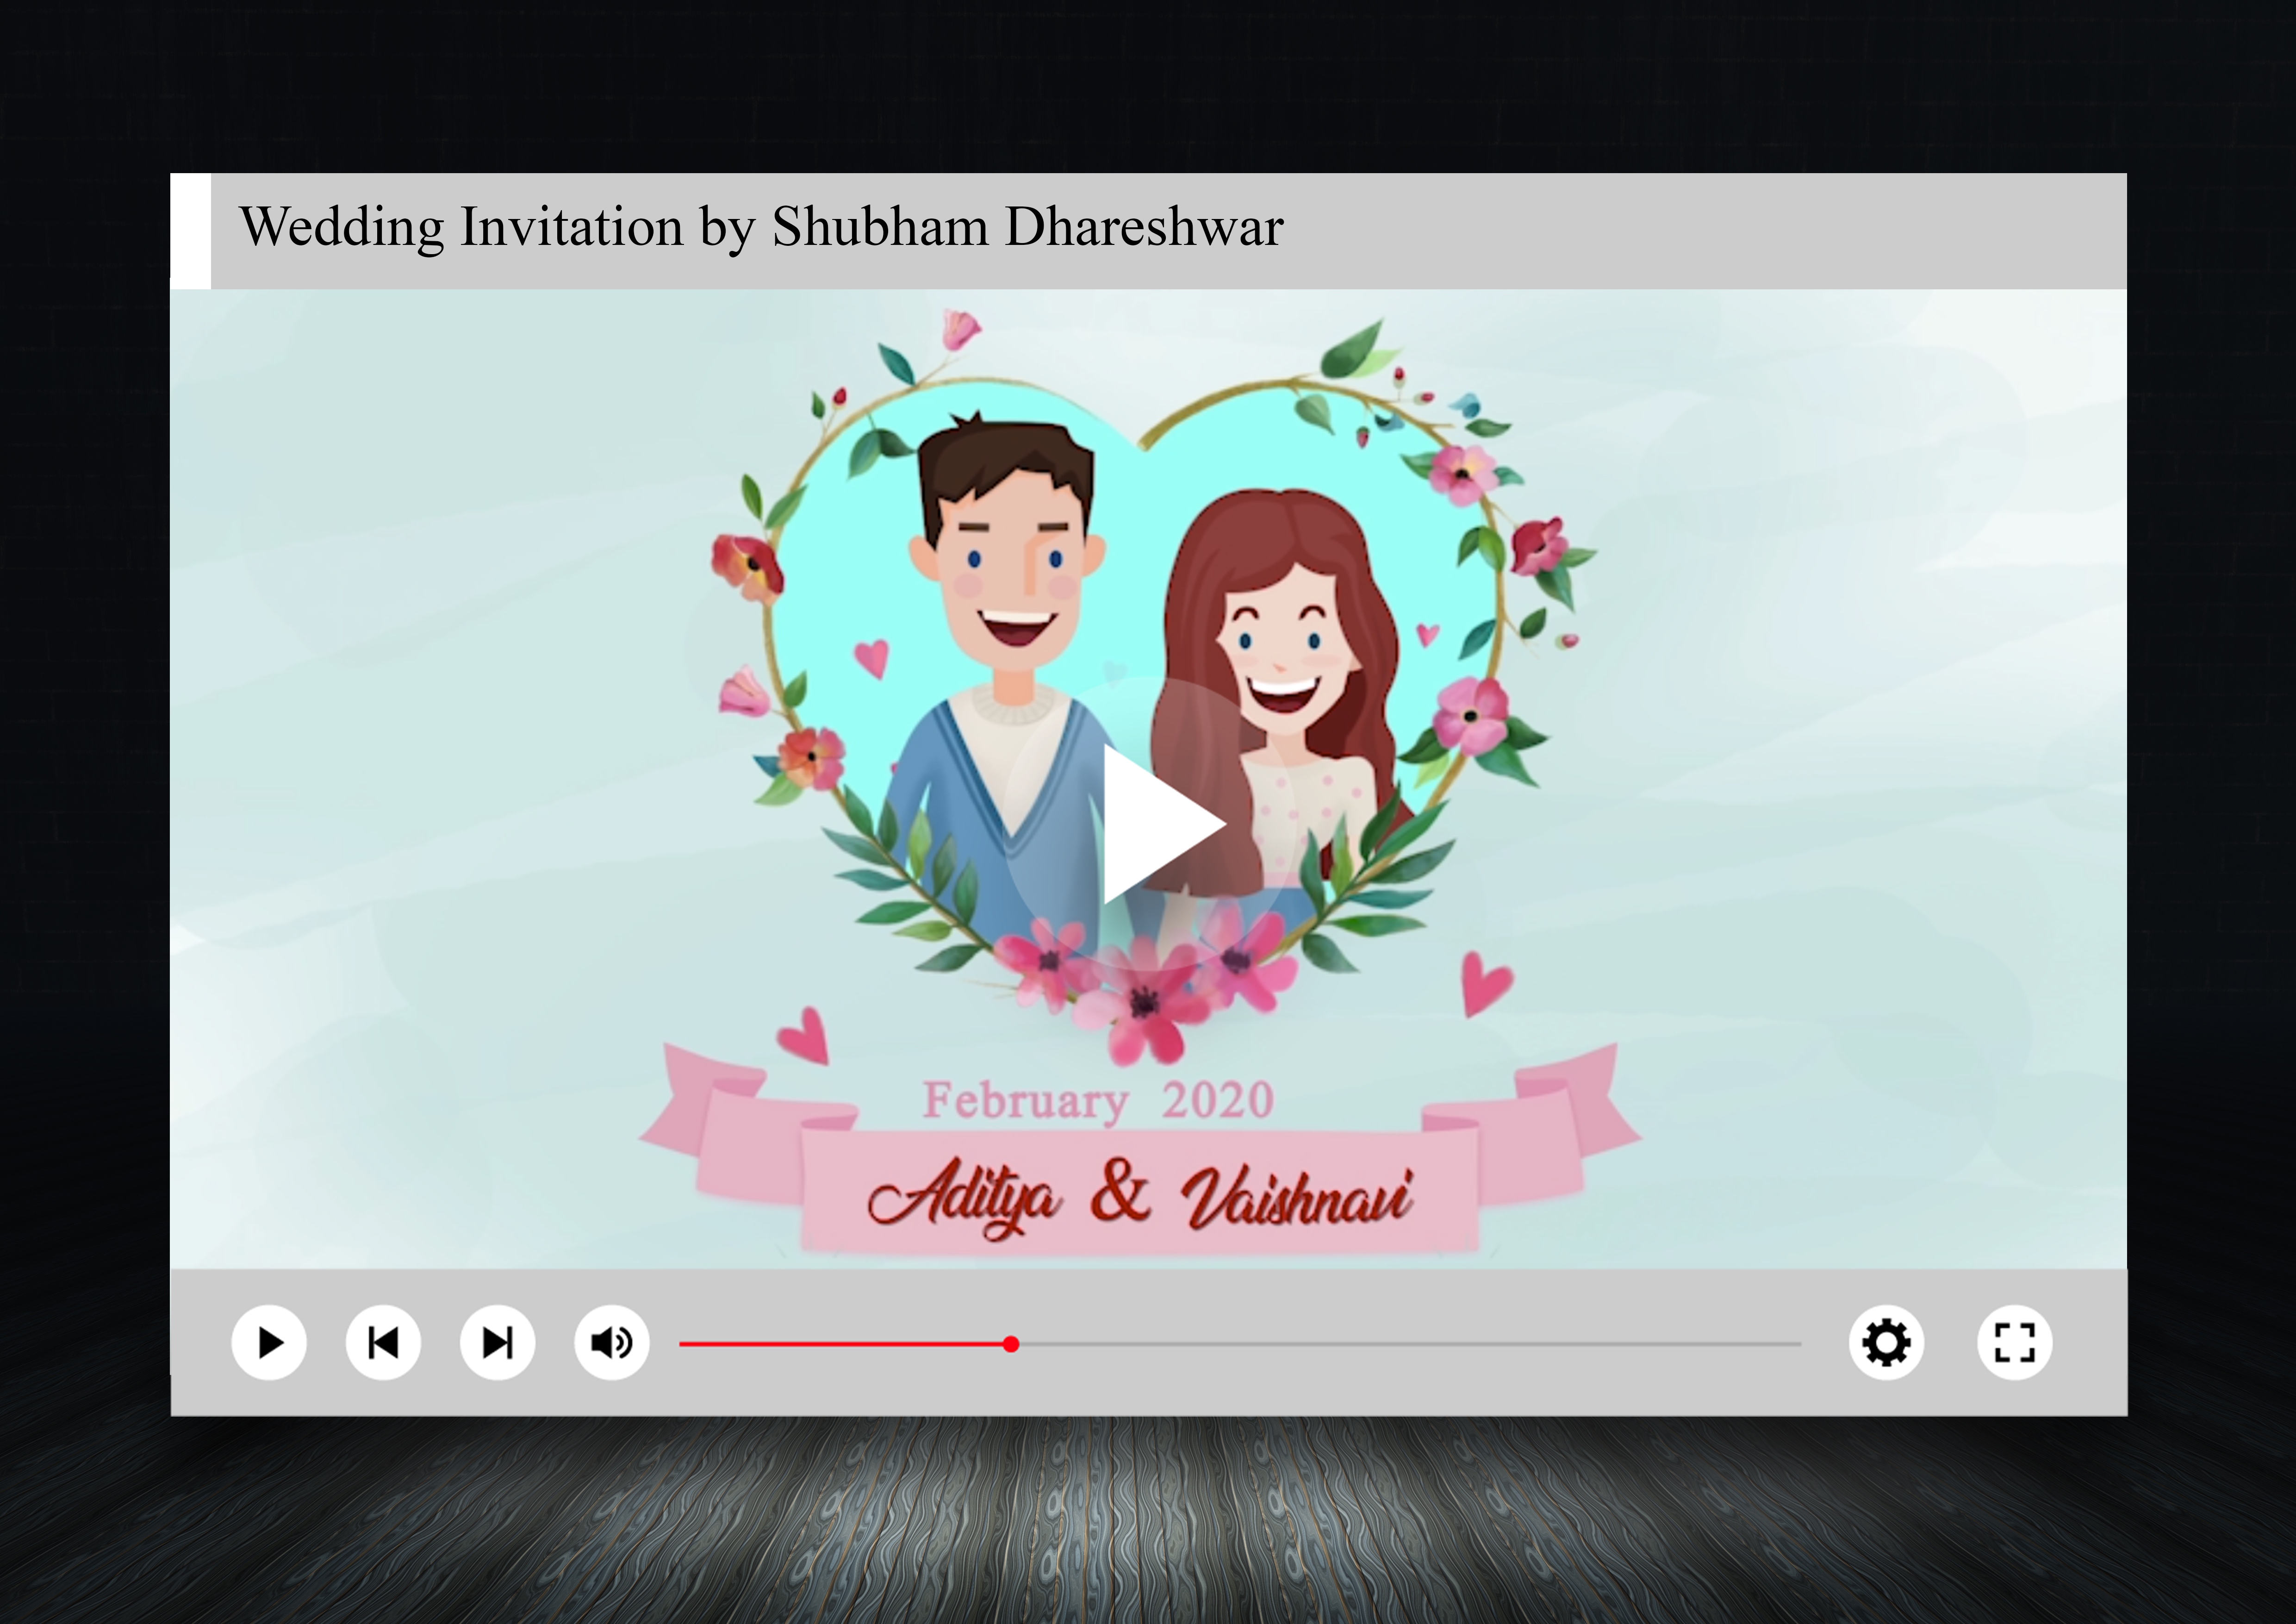 Wedding Invitation by Shubham Dhareshwar
February 2020
Aditya & Vaishnavi